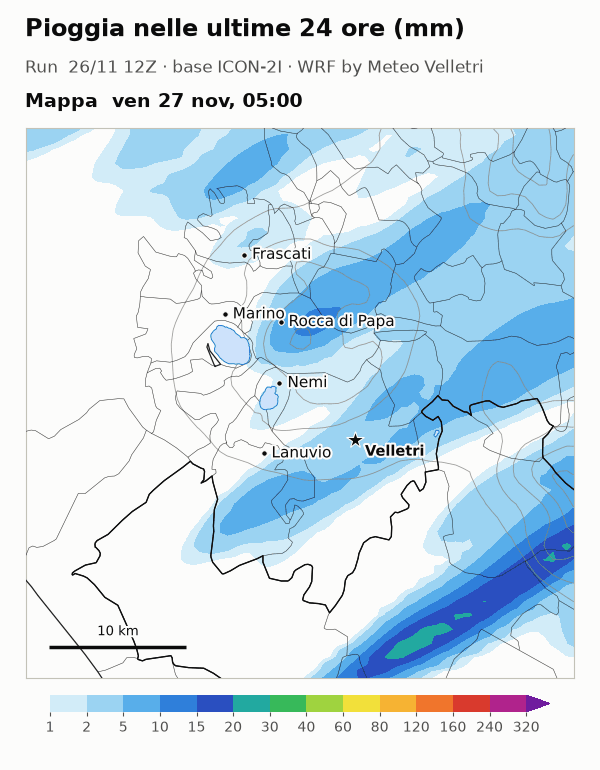 Pioggia nelle ultime 24 ore (mm)
Run 26/11 12Z · base ICON-2I · WRF by Meteo Velletri
Mappa ven 27 nov, 05:00
Frascati
Marino
Rocca di Papa
Nemi
Velletri
Lanuvio
10 km
1 2 5 10 15 20 30 40 60 80 120 160 240 320